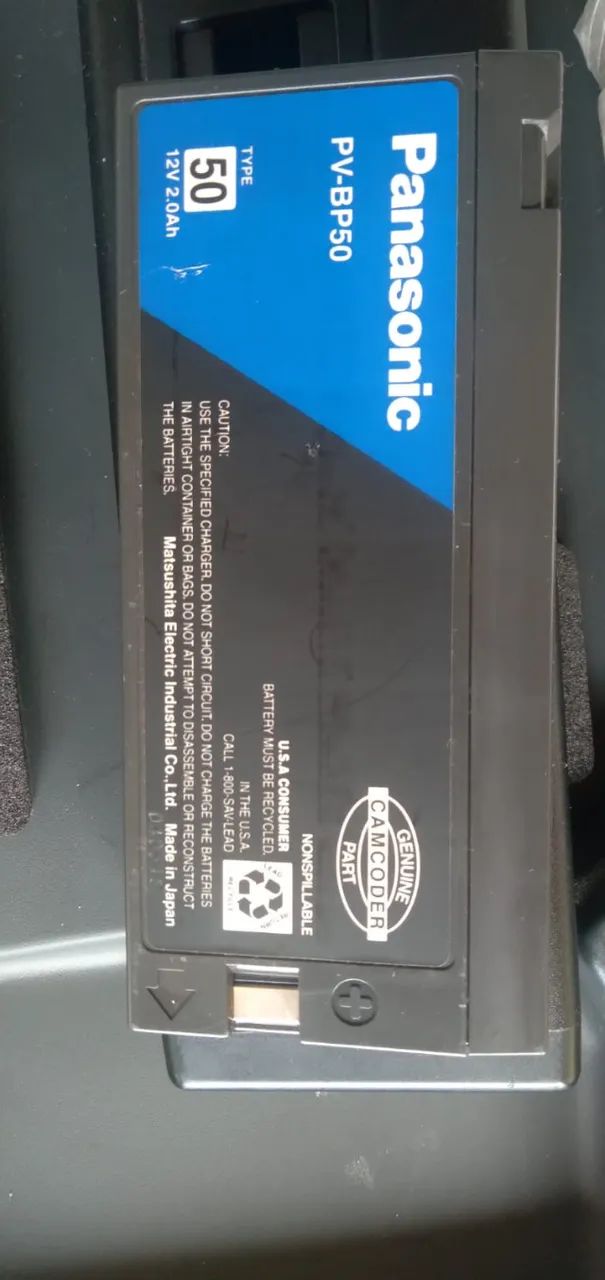 Panasonic
PV-BP50
TYPE
50
12V 2.0Ah
GENUINE
CAMCODER
PART
NONSPILLABLE
U.S.A CONSUMER
BATTERY MUST BE RECYCLED.
IN THE U.S.A.
CALL 1-800-SAV-LEAD
LEAD
RETURN
RECYCLE
CAUTION:
USE THE SPECIFIED CHARGER. DO NOT SHORT CIRCUIT. DO NOT CHARGE THE BATTERIES
IN AIRTIGHT CONTAINER OR BAGS. DO NOT ATTEMPT TO DISASSEMBLE OR RECONSTRUCT
THE BATTERIES. Matsushita Electric Industrial Co.,Ltd. Made in Japan
+